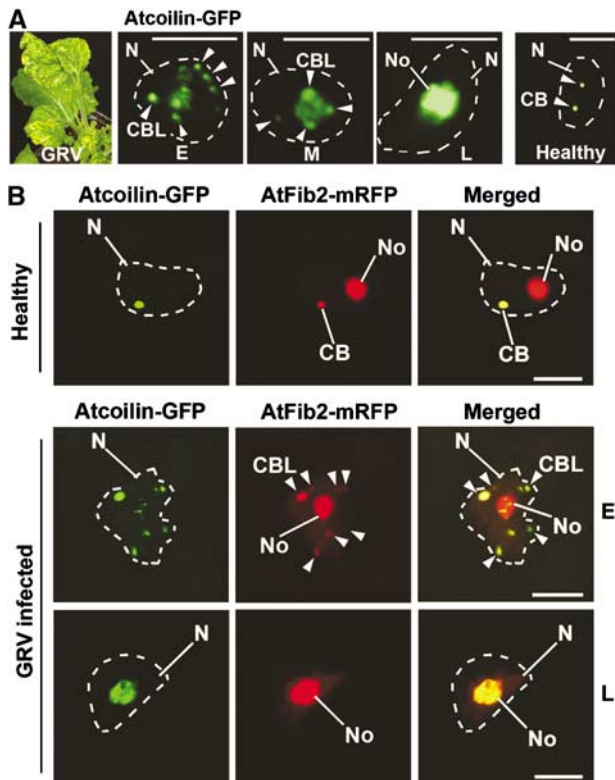 A
Atcoilin-GFP
GRV
N
CBL
E
N
CBL
M
No
N
L
N
CB
Healthy
B
Atcoilin-GFP AtFib2-mRFP Merged
Healthy
N
No
CB
N
No
CB
Atcoilin-GFP AtFib2-mRFP Merged
GRV infected
N
CBL
No
N
CBL
No
E
N
No
N
No
L